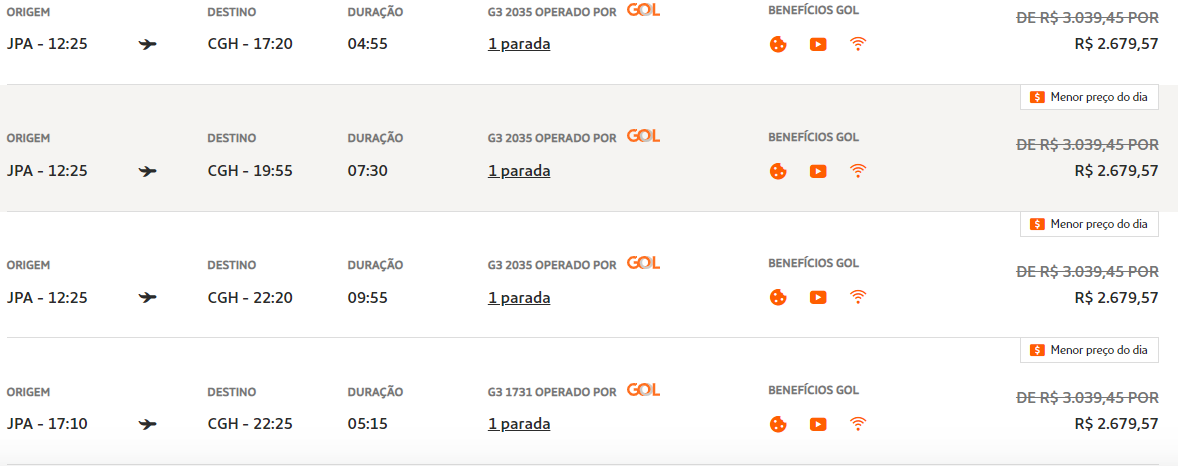 ORIGEM DESTINO DURAÇÃO G3 2035 OPERADO POR GOL BENEFÍCIOS GOL DE R$ 3.039,45 POR
JPA - 12:25 CGH - 17:20 04:55 1 parada R$ 2.679,57
Menor preço do dia
ORIGEM DESTINO DURAÇÃO G3 2035 OPERADO POR GOL BENEFÍCIOS GOL DE R$ 3.039,45 POR
JPA - 12:25 CGH - 19:55 07:30 1 parada R$ 2.679,57
Menor preço do dia
ORIGEM DESTINO DURAÇÃO G3 2035 OPERADO POR GOL BENEFÍCIOS GOL DE R$ 3.039,45 POR
JPA - 12:25 CGH - 22:20 09:55 1 parada R$ 2.679,57
Menor preço do dia
ORIGEM DESTINO DURAÇÃO G3 1731 OPERADO POR GOL BENEFÍCIOS GOL DE R$ 3.039,45 POR
JPA - 17:10 CGH - 22:25 05:15 1 parada R$ 2.679,57